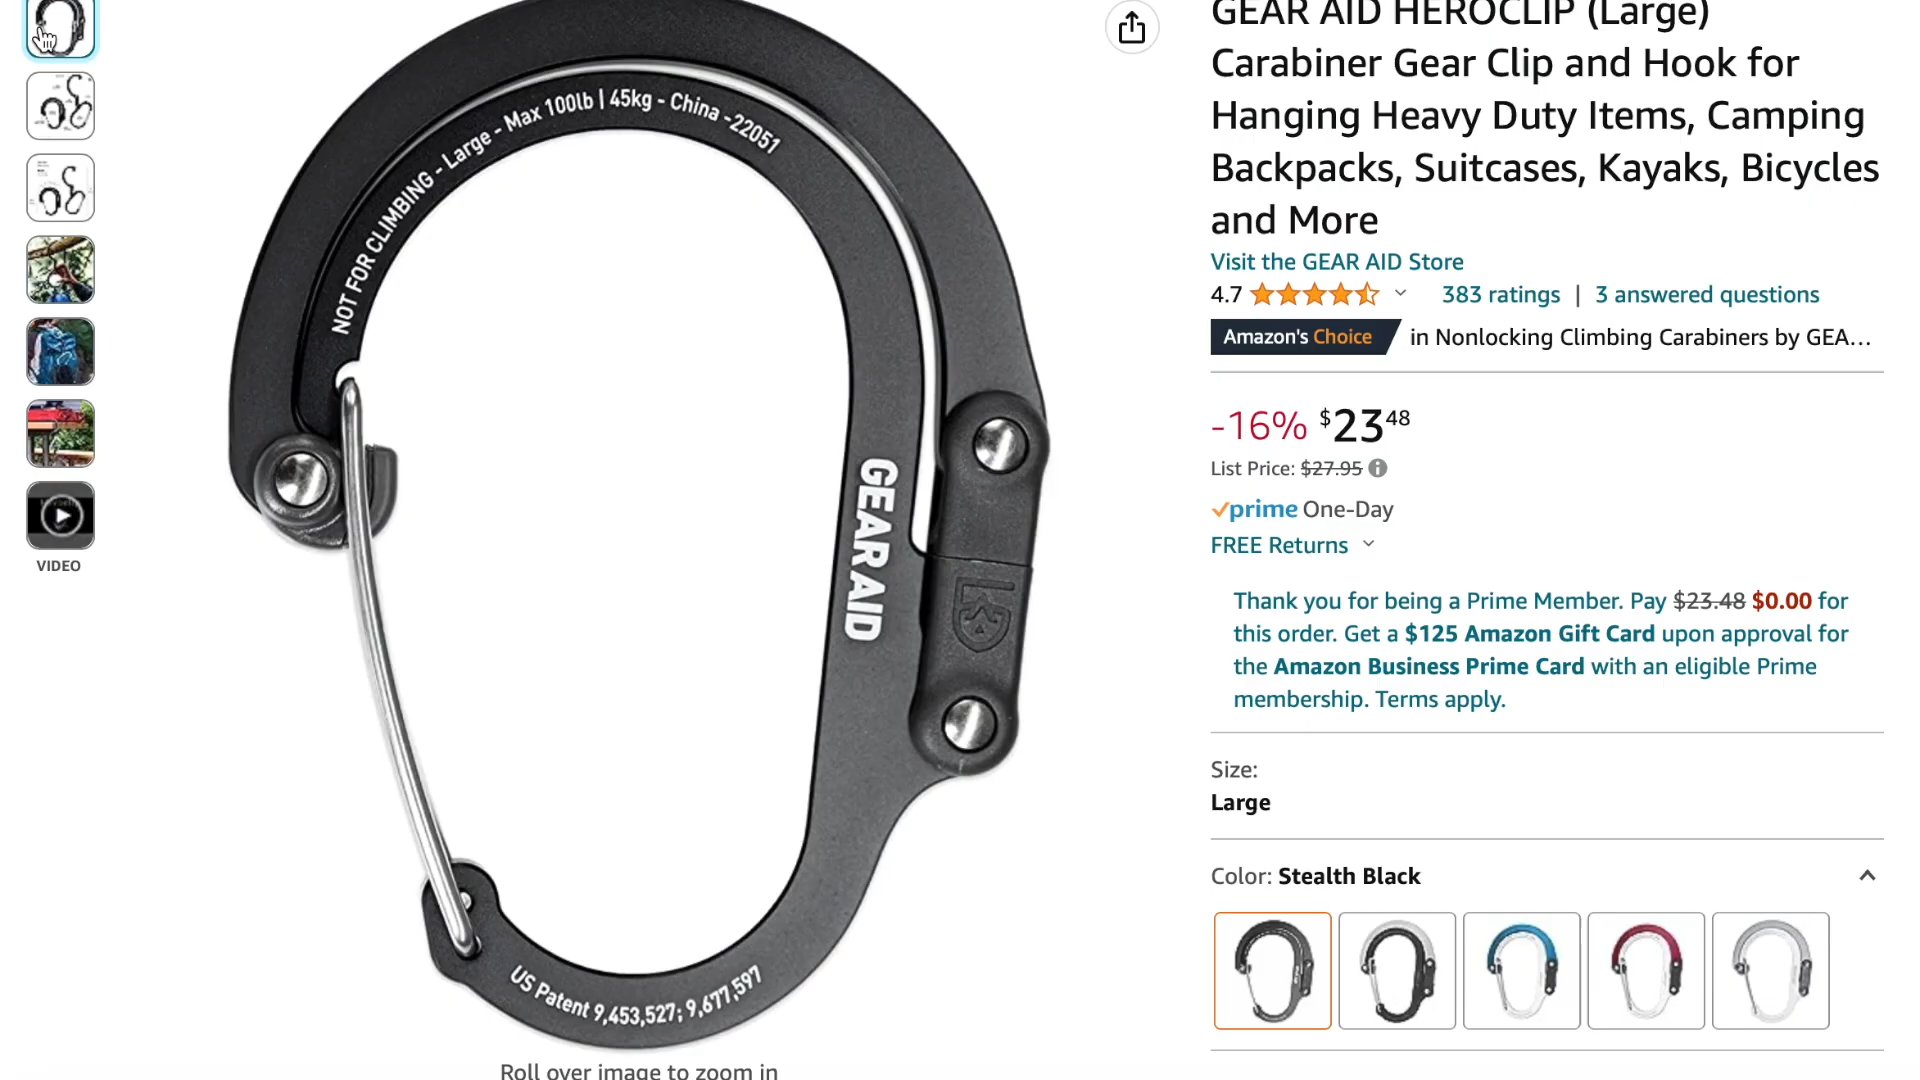 GEAR AID HEROCLIP (Large)
Carabiner Gear Clip and Hook for
Hanging Heavy Duty Items, Camping
Backpacks, Suitcases, Kayaks, Bicycles
and More
Visit the GEAR AID Store
4.7
383 ratings | 3 answered questions
Amazon's Choice in Nonlocking Climbing Carabiners by GEA...
-16% $23 48
List Price: $27.95
prime One-Day
FREE Returns
Thank you for being a Prime Member. Pay $23.48 $0.00 for
this order. Get a $125 Amazon Gift Card upon approval for
the Amazon Business Prime Card with an eligible Prime
membership. Terms apply.
Size:
Large
Color: Stealth Black
NOT FOR CLIMBING - Large - Max 100lb | 45kg - China -22051
GEAR AID
US Patent 9,453,527; 9,677,597
VIDEO
Roll over image to zoom in